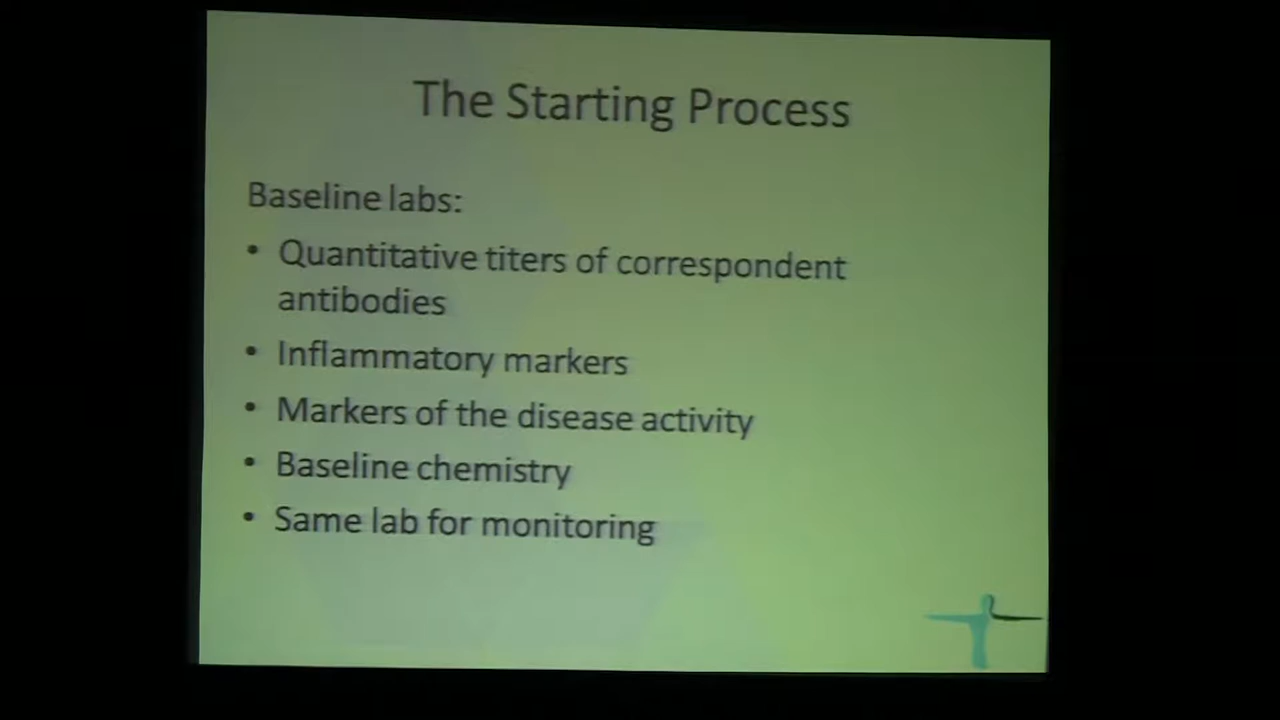 The Starting Process
Baseline labs:
• Quantitative titers of correspondent
antibodies
• Inflammatory markers
• Markers of the disease activity
• Baseline chemistry
• Same lab for monitoring